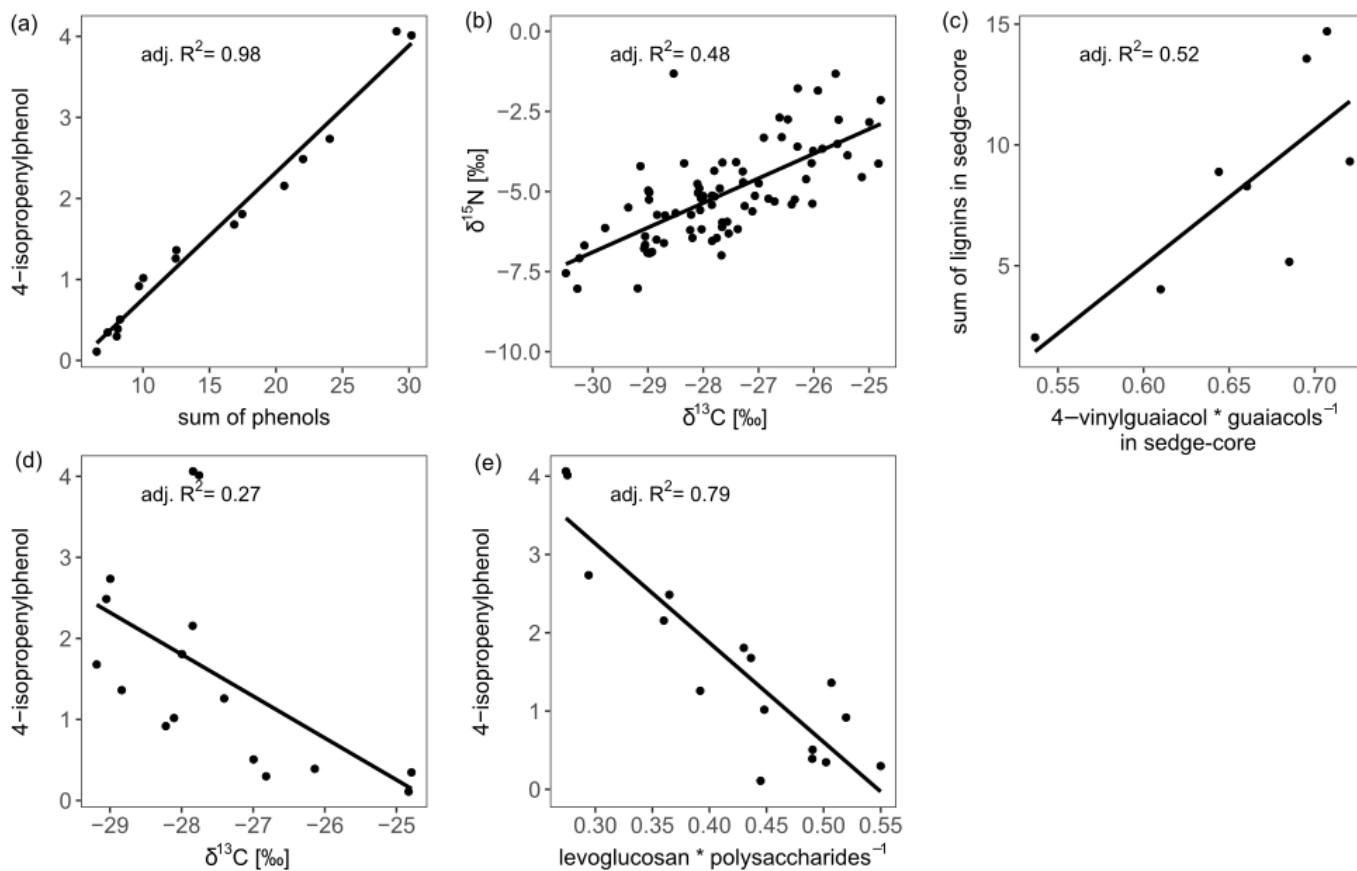 (a)
adj. R²= 0.98
4−isopropenylphenol
4
3
2
1
0
10 15 20 25 30
sum of phenols
(b)
adj. R²= 0.48
δ¹⁵N [‰]
0.0
−2.5
−5.0
−7.5
−10.0
−30 −29 −28 −27 −26 −25
δ¹³C [‰]
(c)
adj. R²= 0.52
sum of lignins in sedge−core
15
10
5
0.55 0.60 0.65 0.70
4−vinylguaiacol * guaiacols⁻¹
in sedge−core
(d)
adj. R²= 0.27
4−isopropenylphenol
4
3
2
1
0
−29 −28 −27 −26 −25
δ¹³C [‰]
(e)
adj. R²= 0.79
4−isopropenylphenol
4
3
2
1
0
0.30 0.35 0.40 0.45 0.50 0.55
levoglucosan * polysaccharides⁻¹